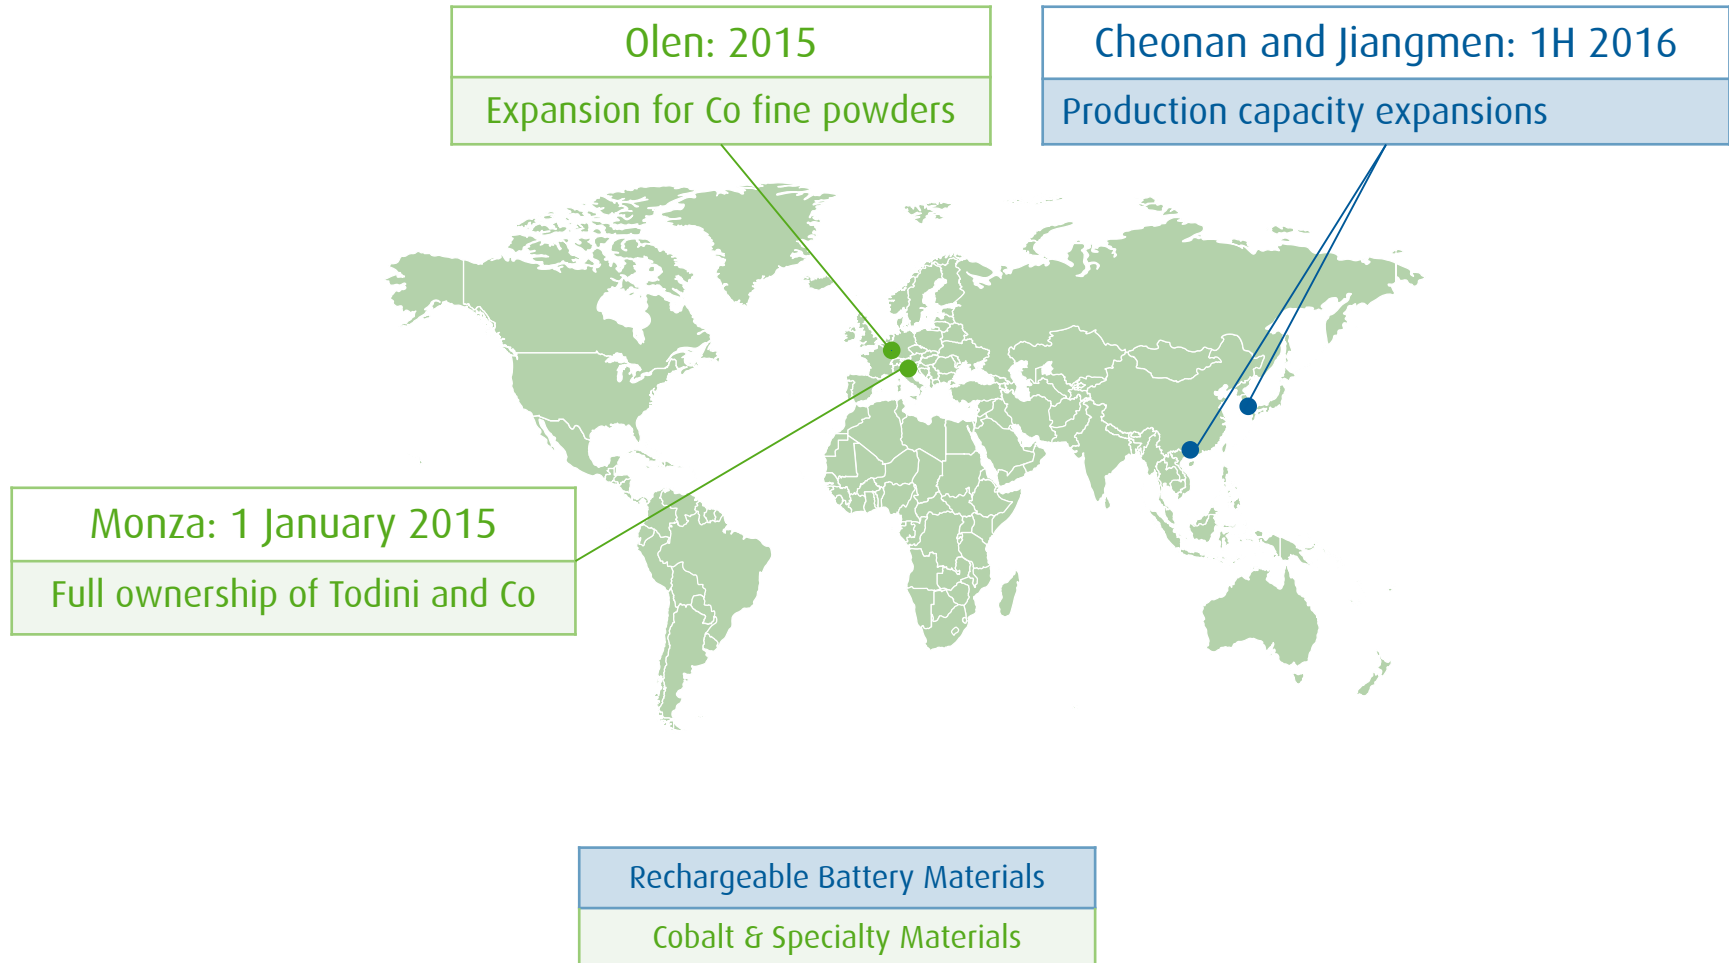 Olen: 2015
Expansion for Co fine powders
Cheonan and Jiangmen: 1H 2016
Production capacity expansions
Monza: 1 January 2015
Full ownership of Todini and Co
Rechargeable Battery Materials
Cobalt & Specialty Materials